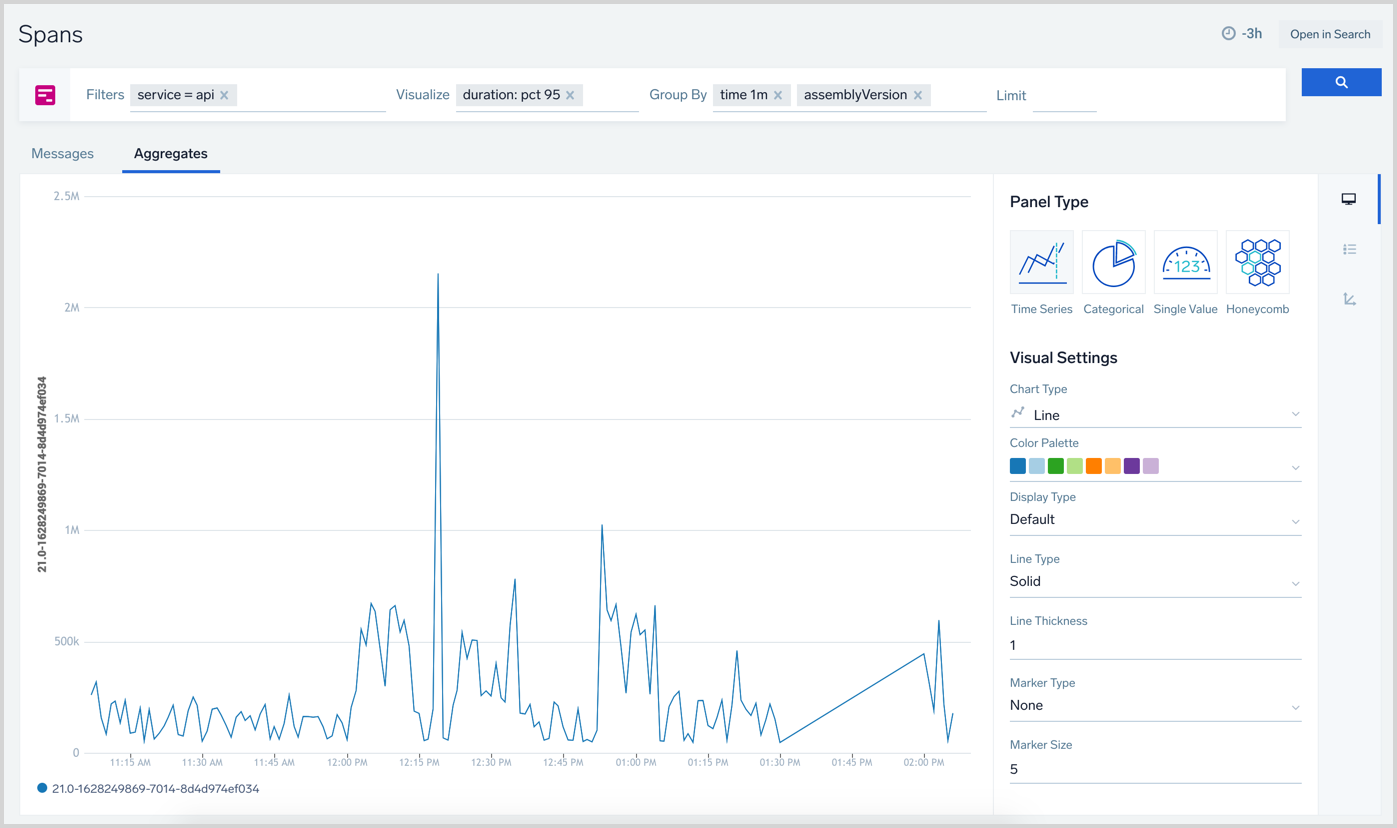 Spans
-3h
Open in Search
Filters service = api × Visualize duration: pct 95 × Group By time 1m × assemblyVersion × Limit
Messages Aggregates
2.5M
2M
1.5M
1M
500k
0
21.0-1628249869-7014-8d4d974ef034
11:15 AM 11:30 AM 11:45 AM 12:00 PM 12:15 PM 12:30 PM 12:45 PM 01:00 PM 01:15 PM 01:30 PM 01:45 PM 02:00 PM
21.0-1628249869-7014-8d4d974ef034
Panel Type
123
Time Series Categorical Single Value Honeycomb
Visual Settings
Chart Type
Line
Color Palette
Display Type
Default
Line Type
Solid
Line Thickness
1
Marker Type
None
Marker Size
5